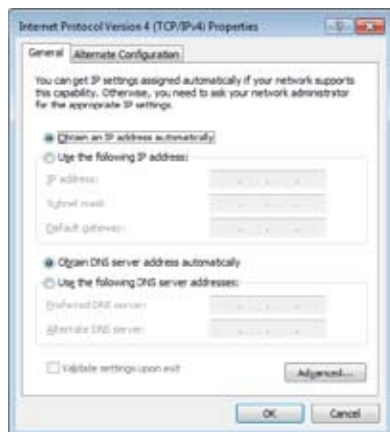 Internet Protocol Version 4 (TCP/IPv4) Properties
General
Alternate Configuration
You can get IP settings assigned automatically if your network supports
this capability. Otherwise, you need to ask your network administrator
for the appropriate IP settings.
Obtain an IP address automatically
Use the following IP address:
IP address:
Subnet mask:
Default gateway:
Obtain DNS server address automatically
Use the following DNS server addresses:
Preferred DNS server:
Alternate DNS server:
Validate settings upon exit
Advanced...
OK
Cancel